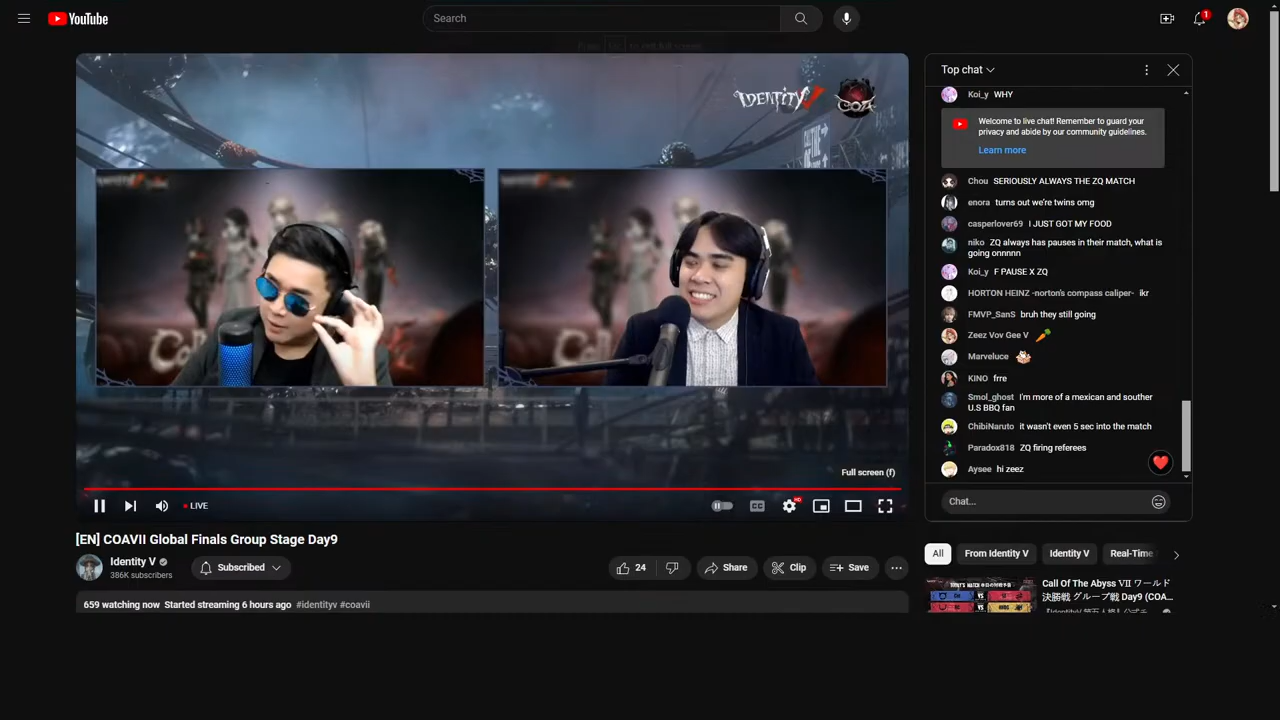 YouTube
Search
1
IDENTITY V
COA
Full screen (f)
LIVE
HD
[EN] COAVII Global Finals Group Stage Day9
Identity V
386K subscribers
Subscribed
24
Share
Clip
Save
659 watching now Started streaming 6 hours ago #identityv #coavii
Top chat
Koi_y WHY
Welcome to live chat! Remember to guard your
privacy and abide by our community guidelines.
Learn more
Chou SERIOUSLY ALWAYS THE ZQ MATCH
enora turns out we're twins omg
casperlover69 I JUST GOT MY FOOD
niko ZQ always has pauses in their match, what is
going onnnnn
Koi_y F PAUSE X ZQ
HORTON HEINZ -norton's compass caliper- ikr
FMVP_SanS bruh they still going
Zeez Vov Gee V 🥕
Marveluce
KINO frre
Smol_ghost I'm more of a mexican and souther
U.S BBQ fan
ChibiNaruto it wasn't even 5 sec into the match
Paradox818 ZQ firing referees
Aysee hi zeez
Chat...
All
From Identity V
Identity V
Real-Time
Call Of The Abyss Ⅶ ワールド
決勝戦 グループ戦 Day9 (COA...